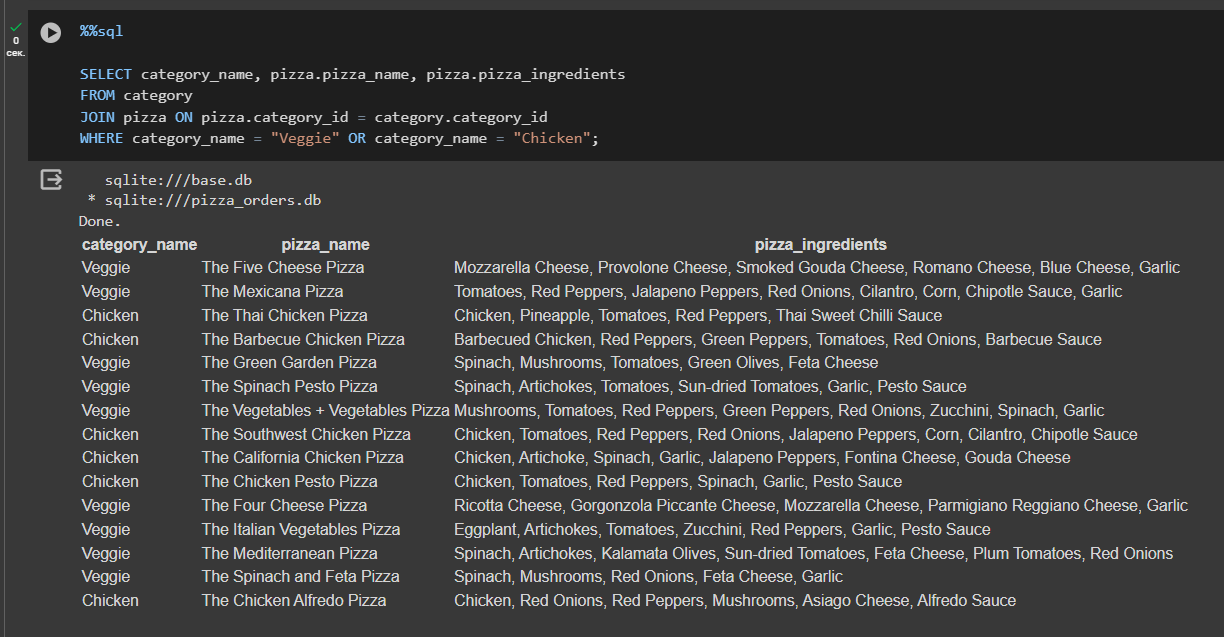 0
сек.
%%sql
SELECT category_name, pizza.pizza_name, pizza.pizza_ingredients
FROM category
JOIN pizza ON pizza.category_id = category.category_id
WHERE category_name = "Veggie" OR category_name = "Chicken";
sqlite:///base.db
* sqlite:///pizza_orders.db
Done.
category_name pizza_name pizza_ingredients
Veggie The Five Cheese Pizza Mozzarella Cheese, Provolone Cheese, Smoked Gouda Cheese, Romano Cheese, Blue Cheese, Garlic
Veggie The Mexicana Pizza Tomatoes, Red Peppers, Jalapeno Peppers, Red Onions, Cilantro, Corn, Chipotle Sauce, Garlic
Chicken The Thai Chicken Pizza Chicken, Pineapple, Tomatoes, Red Peppers, Thai Sweet Chilli Sauce
Chicken The Barbecue Chicken Pizza Barbecued Chicken, Red Peppers, Green Peppers, Tomatoes, Red Onions, Barbecue Sauce
Veggie The Green Garden Pizza Spinach, Mushrooms, Tomatoes, Green Olives, Feta Cheese
Veggie The Spinach Pesto Pizza Spinach, Artichokes, Tomatoes, Sun-dried Tomatoes, Garlic, Pesto Sauce
Veggie The Vegetables + Vegetables Pizza Mushrooms, Tomatoes, Red Peppers, Green Peppers, Red Onions, Zucchini, Spinach, Garlic
Chicken The Southwest Chicken Pizza Chicken, Tomatoes, Red Peppers, Red Onions, Jalapeno Peppers, Corn, Cilantro, Chipotle Sauce
Chicken The California Chicken Pizza Chicken, Artichoke, Spinach, Garlic, Jalapeno Peppers, Fontina Cheese, Gouda Cheese
Chicken The Chicken Pesto Pizza Chicken, Tomatoes, Red Peppers, Spinach, Garlic, Pesto Sauce
Veggie The Four Cheese Pizza Ricotta Cheese, Gorgonzola Piccante Cheese, Mozzarella Cheese, Parmigiano Reggiano Cheese, Garlic
Veggie The Italian Vegetables Pizza Eggplant, Artichokes, Tomatoes, Zucchini, Red Peppers, Garlic, Pesto Sauce
Veggie The Mediterranean Pizza Spinach, Artichokes, Kalamata Olives, Sun-dried Tomatoes, Feta Cheese, Plum Tomatoes, Red Onions
Veggie The Spinach and Feta Pizza Spinach, Mushrooms, Red Onions, Feta Cheese, Garlic
Chicken The Chicken Alfredo Pizza Chicken, Red Onions, Red Peppers, Mushrooms, Asiago Cheese, Alfredo Sauce